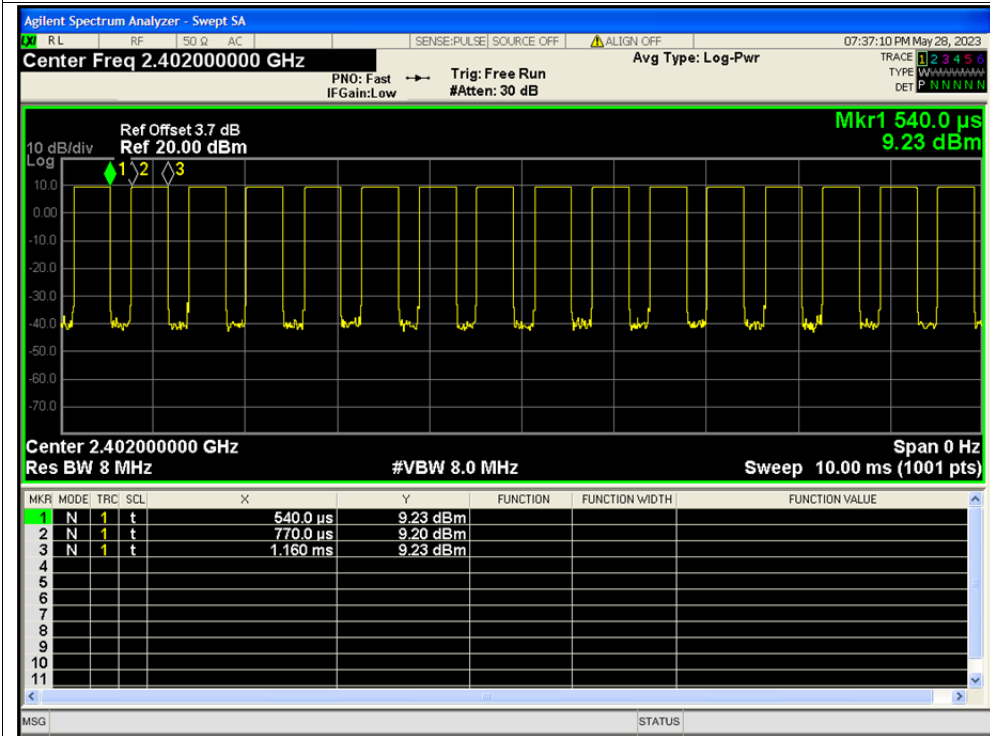 Agilent Spectrum Analyzer - Swept SA
LXI RL RF 50 Ω AC SENSE:PULSE SOURCE OFF ALIGN OFF 07:37:10 PM May 28, 2023
Center Freq 2.402000000 GHz Avg Type: Log-Pwr TRACE 1 2 3 4 5 6
PNO: Fast Trig: Free Run TYPE WWWWWW
IFGain:Low #Atten: 30 dB DET P N N N N N
Mkr1 540.0 µs
Ref Offset 3.7 dB
10 dB/div Ref 20.00 dBm 9.23 dBm
Log
1 2 3
10.0
0.00
-10.0
-20.0
-30.0
-40.0
-50.0
-60.0
-70.0
Center 2.402000000 GHz Span 0 Hz
Res BW 8 MHz #VBW 8.0 MHz Sweep 10.00 ms (1001 pts)
MKR MODE TRC SCL X Y FUNCTION FUNCTION WIDTH FUNCTION VALUE
1 N 1 t 540.0 µs 9.23 dBm
2 N 1 t 770.0 µs 9.20 dBm
3 N 1 t 1.160 ms 9.23 dBm
4
5
6
7
8
9
10
11
MSG STATUS